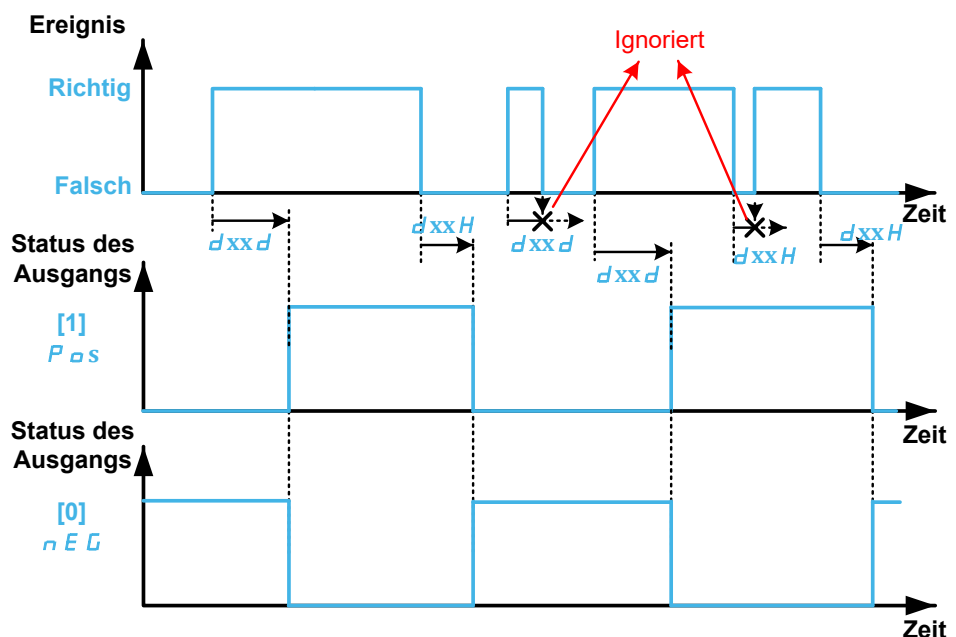 Ereignis
Ignoriert
Richtig
Falsch
Zeit
dxxd
dxxH
dxxd
dxxd
dxxH
dxxH
Status des
Ausgangs
[1]
Pos
Zeit
Status des
Ausgangs
[0]
nEG
Zeit